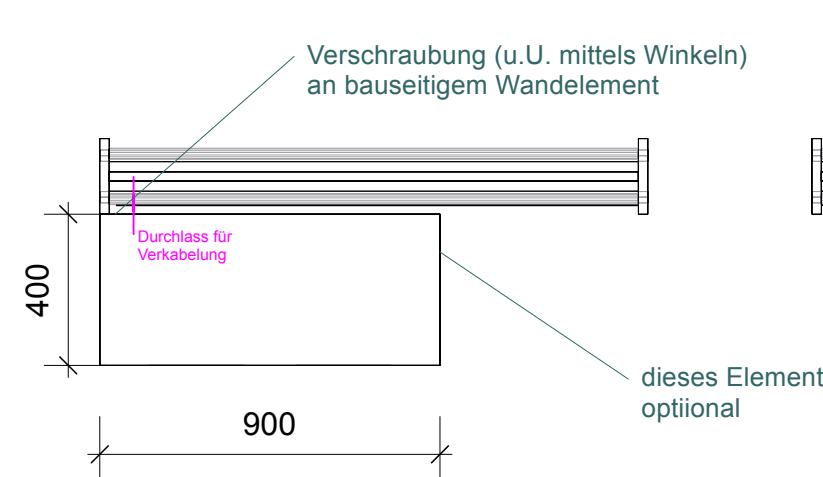 Verschraubung (u.U. mittels Winkeln)
an bauseitigem Wandelement
Durchlass für
Verkabelung
400
dieses Element
optiional
900